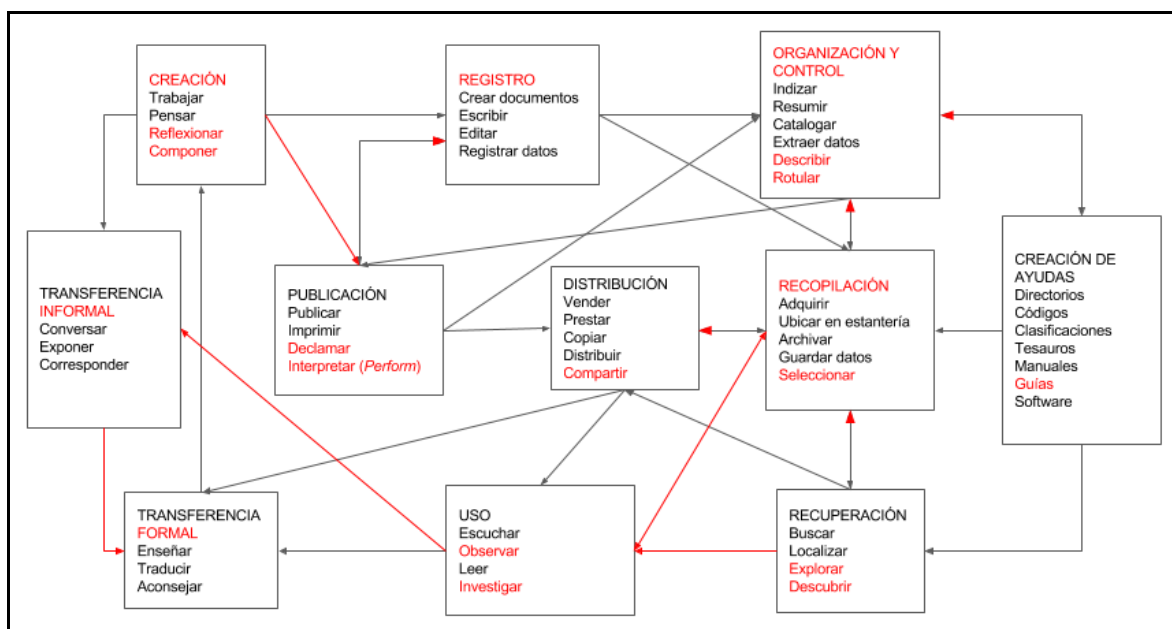 CREACIÓN
Trabajar
Pensar
Reflexionar
Componer
REGISTRO
Crear documentos
Escribir
Editar
Registrar datos
ORGANIZACIÓN Y
CONTROL
Indizar
Resumir
Catalogar
Extraer datos
Describir
Rotular
TRANSFERENCIA
INFORMAL
Conversar
Exponer
Corresponder
PUBLICACIÓN
Publicar
Imprimir
Declamar
Interpretar (Perform)
DISTRIBUCIÓN
Vender
Prestar
Copiar
Distribuir
Compartir
RECOPILACIÓN
Adquirir
Ubicar en estantería
Archivar
Guardar datos
Seleccionar
CREACIÓN DE
AYUDAS
Directorios
Códigos
Clasificaciones
Tesauros
Manuales
Guías
Software
TRANSFERENCIA
FORMAL
Enseñar
Traducir
Aconsejar
USO
Escuchar
Observar
Leer
Investigar
RECUPERACIÓN
Buscar
Localizar
Explorar
Descubrir